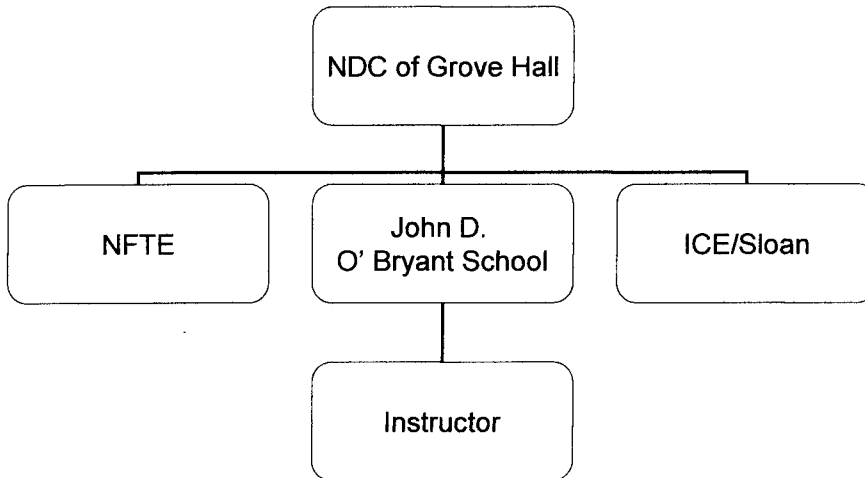 NDC of Grove Hall
NFTE
John D.
O' Bryant School
ICE/Sloan
Instructor